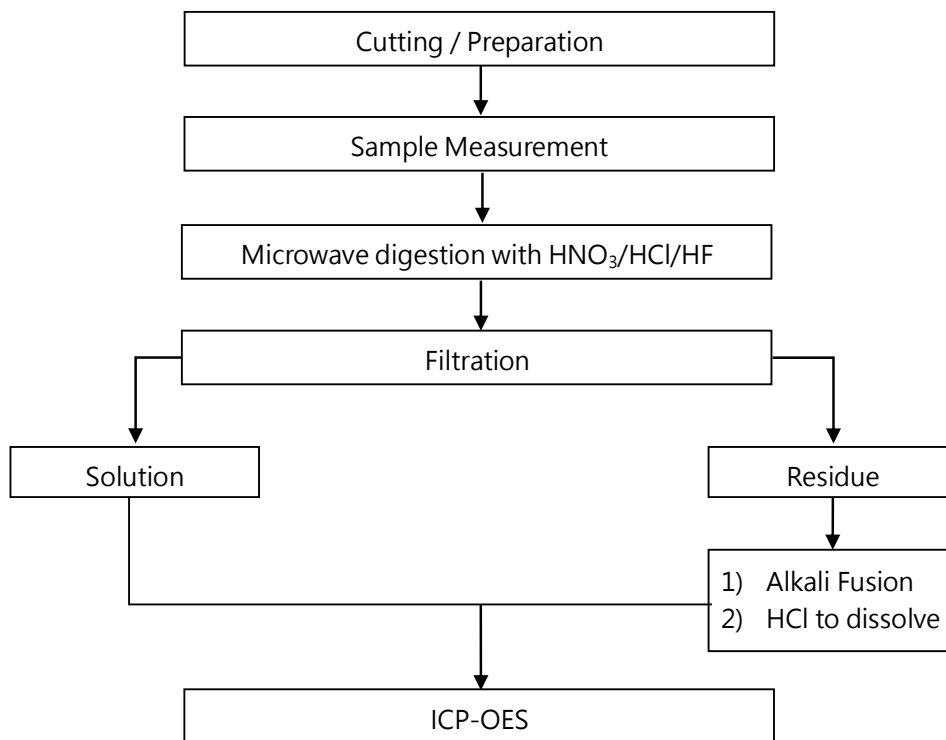 Cutting / Preparation
Sample Measurement
Microwave digestion with HNO₃/HCl/HF
Filtration
Solution
Residue
1) Alkali Fusion
2) HCl to dissolve
ICP-OES